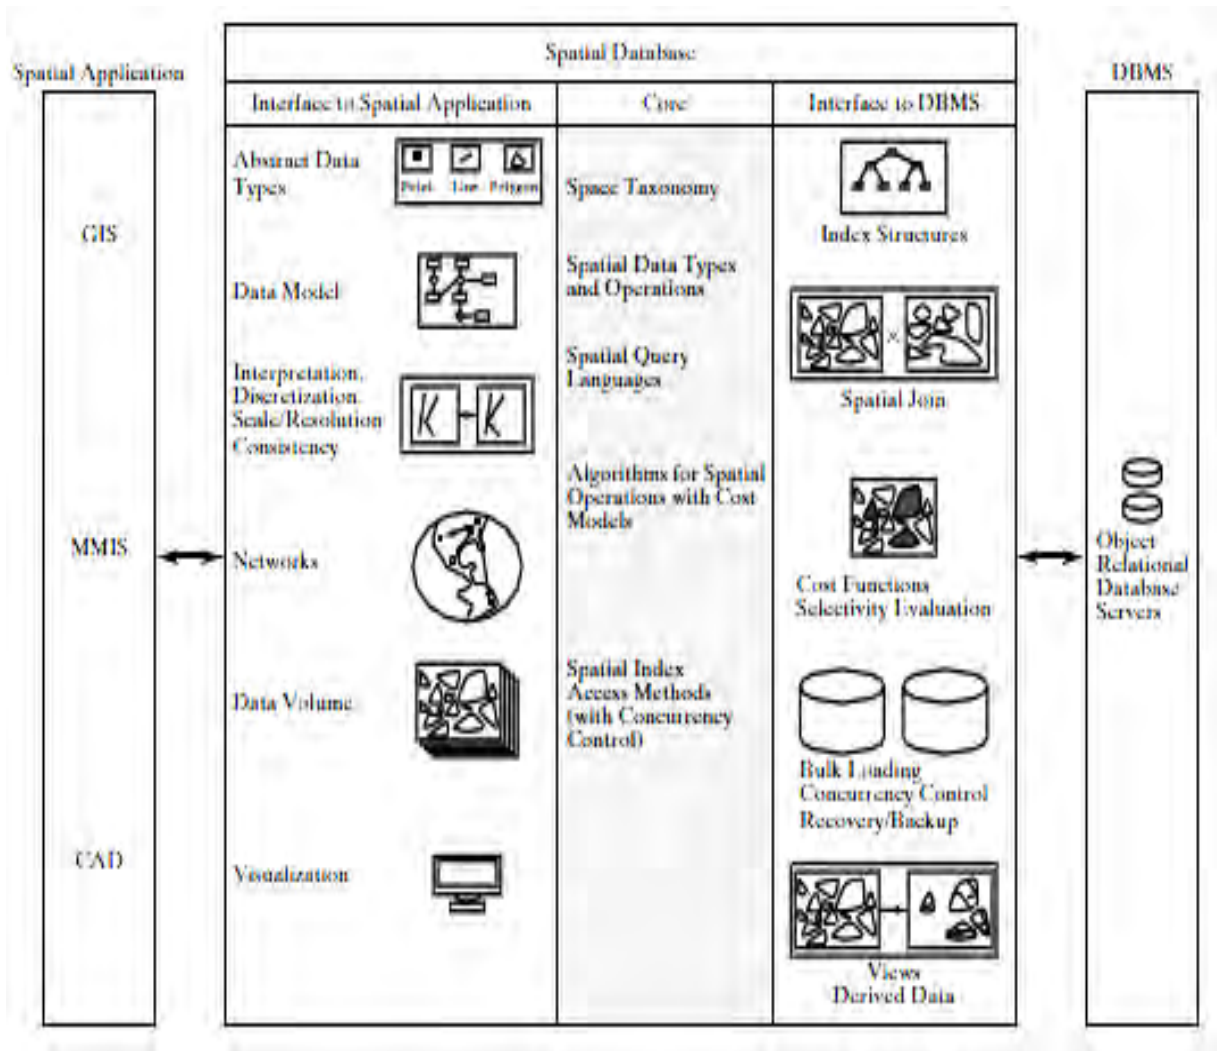 Spatial Database
Spatial Application
DBMS
Interface to Spatial Application
Core
Interface to DBMS
GIS
MMIS
CAD
Abstract Data
Types
Point
Line
Polygon
Data Model
Interpretation,
Discretization,
Scale/Resolution
Consistency
Networks
Data Volume
Visualization
Space Taxonomy
Spatial Data Types
and Operations
Spatial Query
Languages
Algorithms for Spatial
Operations with Cost
Models
Spatial Index
Access Methods
(with Concurrency
Control)
Index Structures
K
K
x
Spatial Join
Cost Functions
Selectivity Evaluation
Bulk Loading
Concurrency Control
Recovery/Backup
Views
Derived Data
Object
Relational
Database
Servers